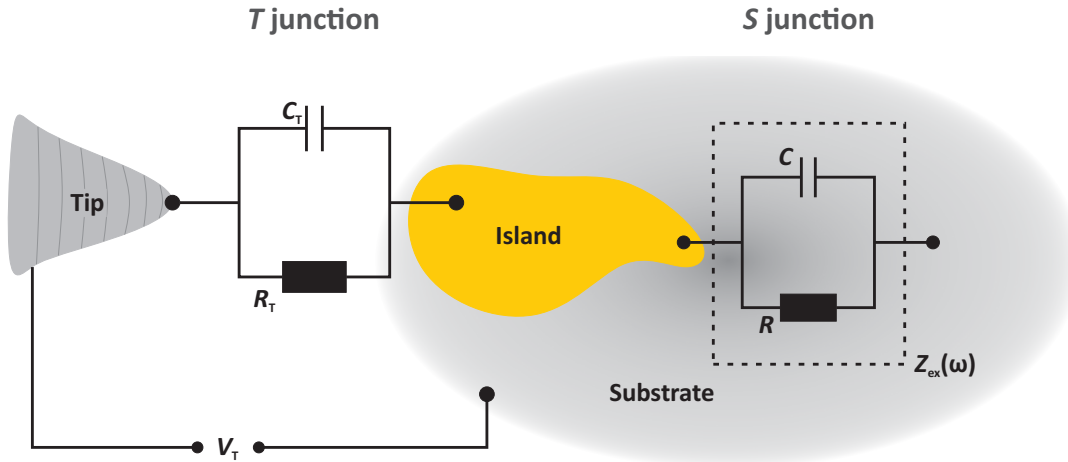 T junction
S junction
C_T
C
Tip
Island
R_T
R
Z_ex(ω)
Substrate
V_T